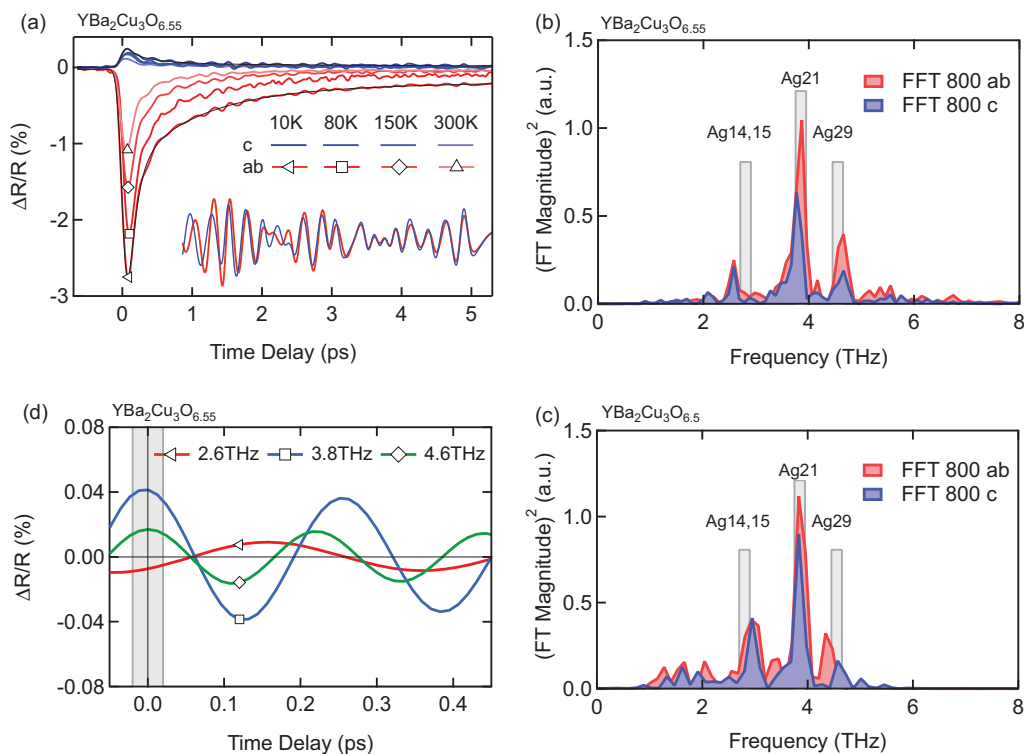 (a)
YBa2Cu3O6.55
0
-1
-2
-3
ΔR/R (%)
10K 80K 150K 300K
c
ab
0 1 2 3 4 5
Time Delay (ps)
(b)
YBa2Cu3O6.55
1.5
1.0
0.5
0.0
(FT Magnitude)2 (a.u.)
Ag21
Ag14,15
Ag29
FFT 800 ab
FFT 800 c
0 2 4 6 8
Frequency (THz)
(d)
YBa2Cu3O6.55
0.08
0.04
0.00
-0.04
-0.08
ΔR/R (%)
2.6THz 3.8THz 4.6THz
0.0 0.1 0.2 0.3 0.4
Time Delay (ps)
(c)
YBa2Cu3O6.5
1.5
1.0
0.5
0.0
(FT Magnitude)2 (a.u.)
Ag21
Ag14,15
Ag29
FFT 800 ab
FFT 800 c
0 2 4 6 8
Frequency (THz)